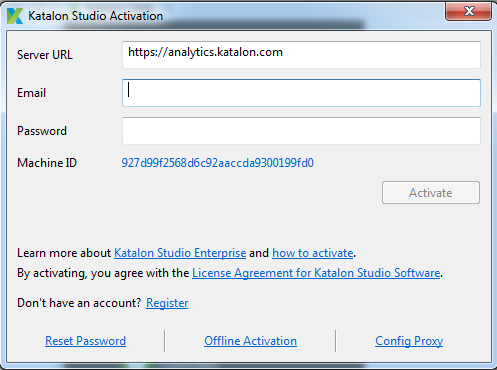 Katalon Studio Activation
Server URL https://analytics.katalon.com
Email
Password
Machine ID 927d99f2568d6c92aaccda9300199fd0
Activate
Learn more about Katalon Studio Enterprise and how to activate.
By activating, you agree with the License Agreement for Katalon Studio Software.
Don't have an account? Register
Reset Password Offline Activation Config Proxy